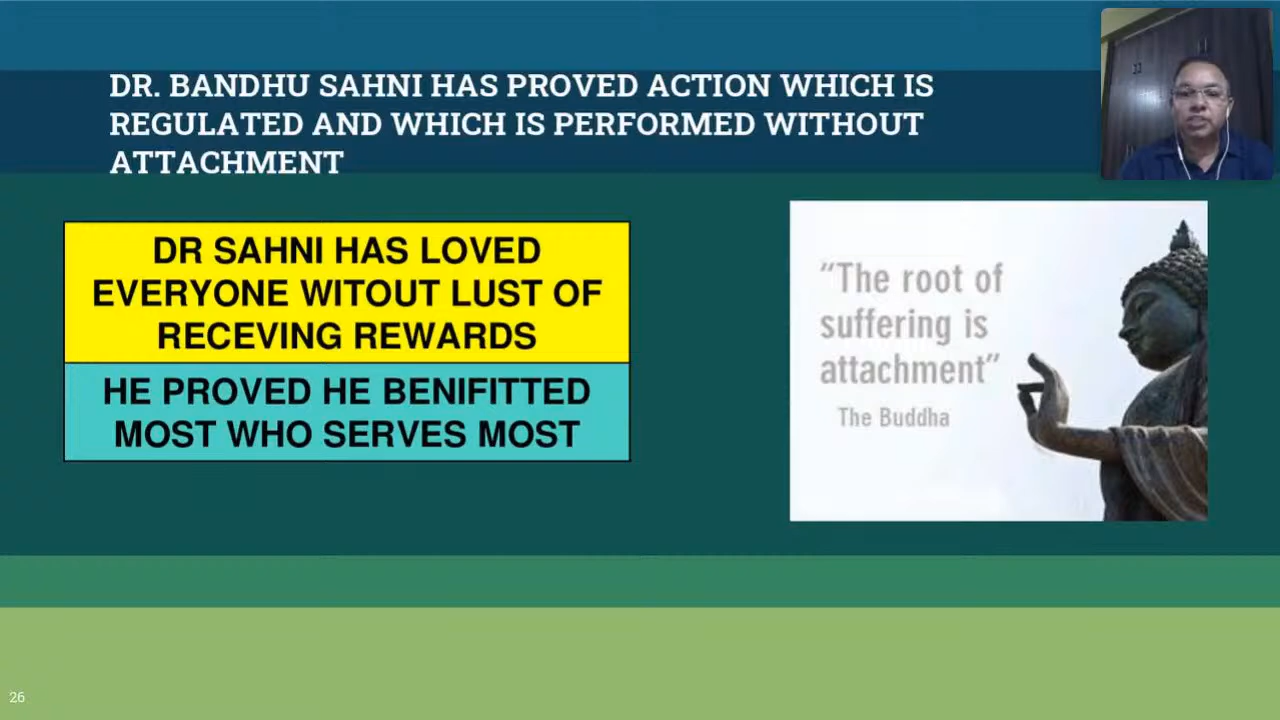 DR. BANDHU SAHNI HAS PROVED ACTION WHICH IS
REGULATED AND WHICH IS PERFORMED WITHOUT
ATTACHMENT
DR SAHNI HAS LOVED
EVERYONE WITOUT LUST OF
RECEVING REWARDS
HE PROVED HE BENIFITTED
MOST WHO SERVES MOST
“The root of
suffering is
attachment”
The Buddha
26